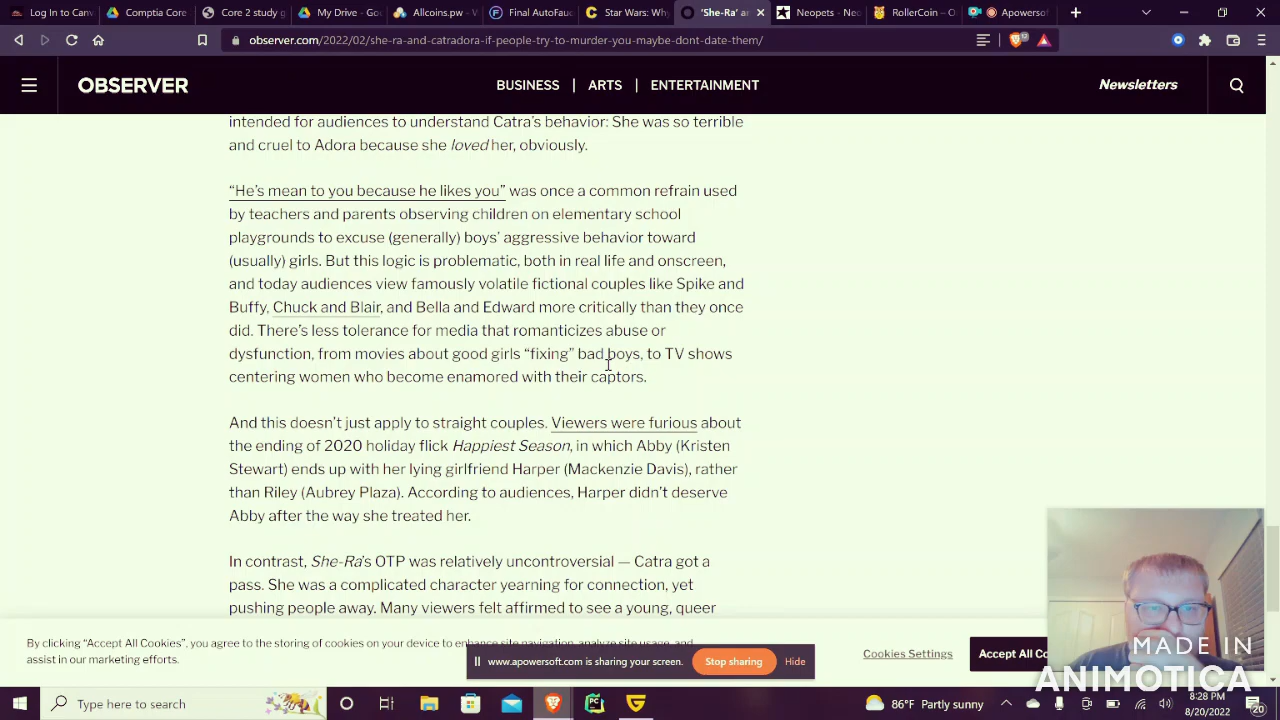 Log In to Canv
Comptia Core
Core 2 study g
My Drive - Goo
Allcoins.pw - V
Final AutoFauc
Star Wars: Why
'She-Ra' an
Neopets - Neo
RollerCoin – O
Apowersof
observer.com/2022/02/she-ra-and-catradora-if-people-try-to-murder-you-maybe-dont-date-them/
OBSERVER
BUSINESS | ARTS | ENTERTAINMENT
Newsletters
intended for audiences to understand Catra's behavior: She was so terrible
and cruel to Adora because she loved her, obviously.
“He's mean to you because he likes you” was once a common refrain used
by teachers and parents observing children on elementary school
playgrounds to excuse (generally) boys' aggressive behavior toward
(usually) girls. But this logic is problematic, both in real life and onscreen,
and today audiences view famously volatile fictional couples like Spike and
Buffy, Chuck and Blair, and Bella and Edward more critically than they once
did. There's less tolerance for media that romanticizes abuse or
dysfunction, from movies about good girls “fixing” bad boys, to TV shows
centering women who become enamored with their captors.
And this doesn't just apply to straight couples. Viewers were furious about
the ending of 2020 holiday flick Happiest Season, in which Abby (Kristen
Stewart) ends up with her lying girlfriend Harper (Mackenzie Davis), rather
than Riley (Aubrey Plaza). According to audiences, Harper didn't deserve
Abby after the way she treated her.
In contrast, She-Ra's OTP was relatively uncontroversial — Catra got a
pass. She was a complicated character yearning for connection, yet
pushing people away. Many viewers felt affirmed to see a young, queer
By clicking “Accept All Cookies”, you agree to the storing of cookies on your device to enhance site navigation, analyze site usage, and
assist in our marketing efforts.
www.apowersoft.com is sharing your screen.
Stop sharing
Hide
Cookies Settings
Accept All Co
MADE IN
ANIMOTICA
Type here to search
86°F Partly sunny
8:28 PM
8/20/2022
20